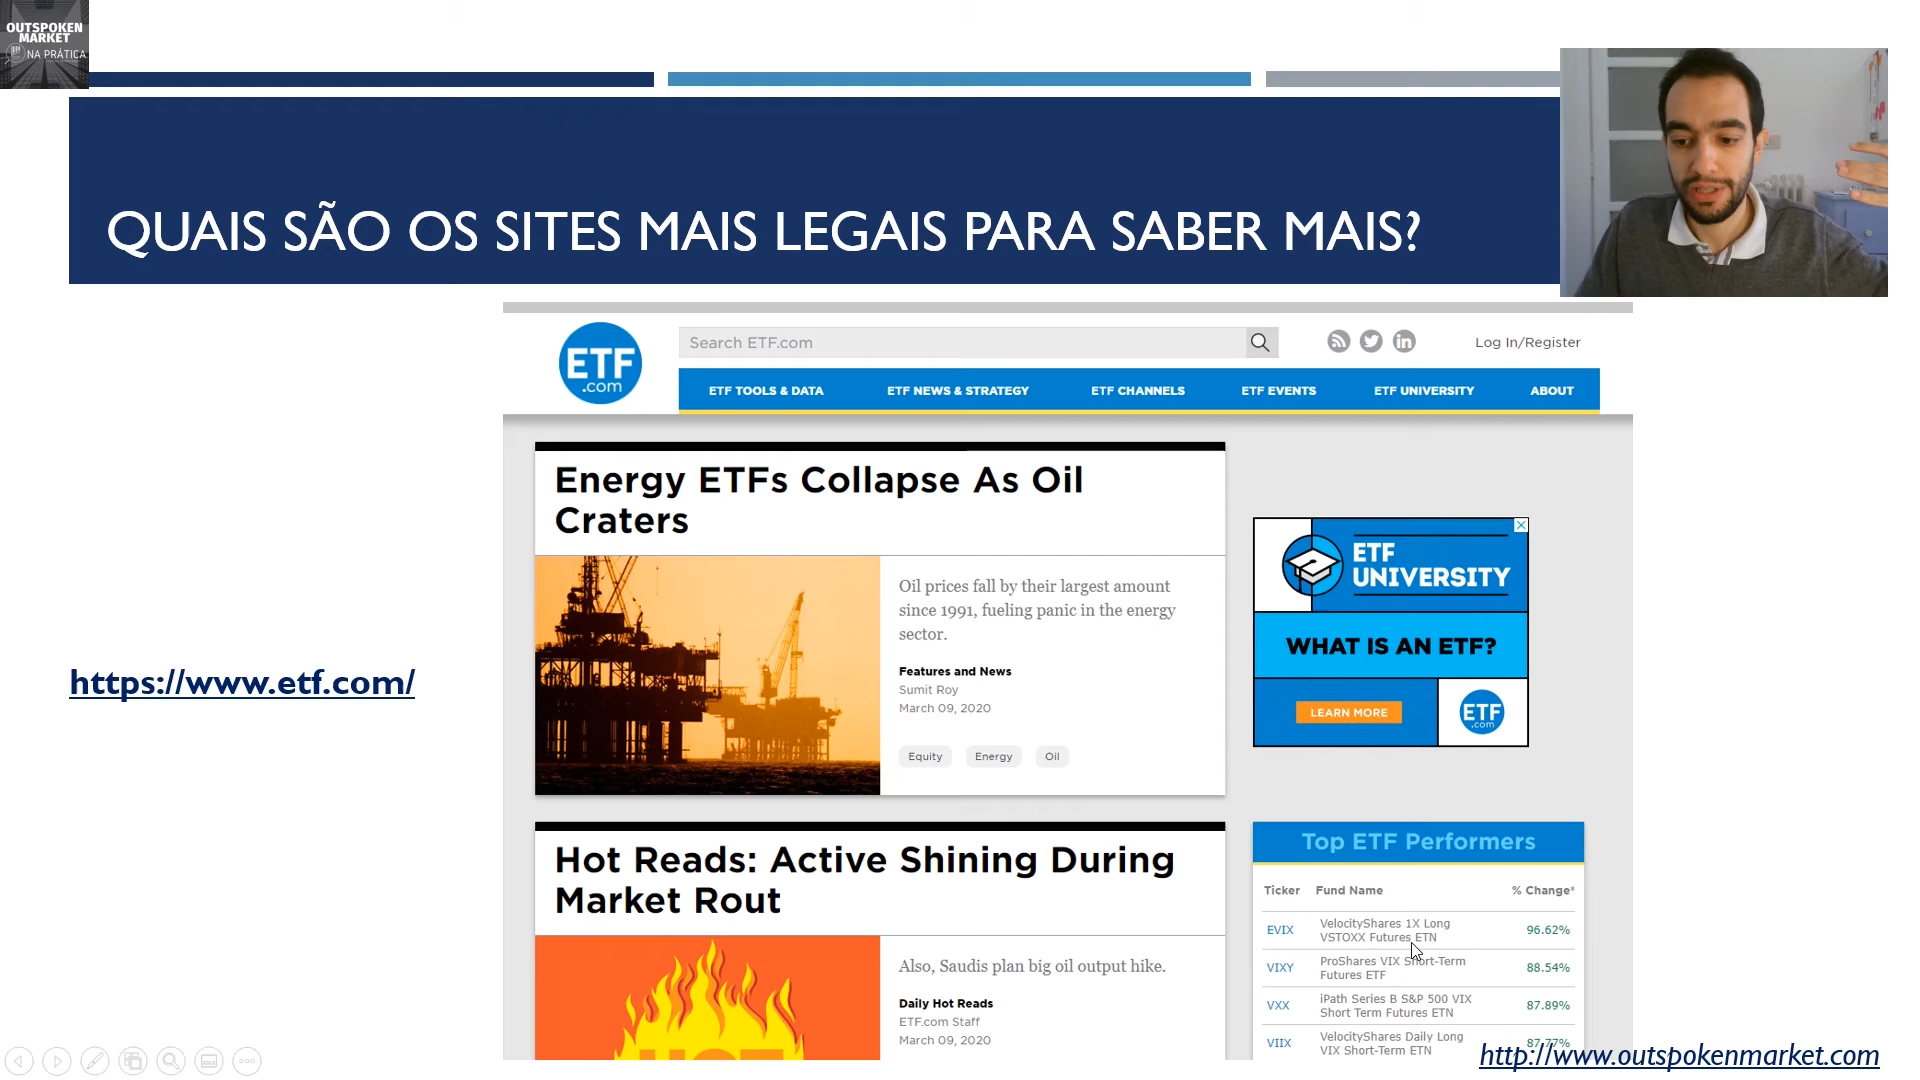 OUTSPOKEN
MARKET
NA PRÁTICA
QUAIS SÃO OS SITES MAIS LEGAIS PARA SABER MAIS?
https://www.etf.com/
ETF
.com
Search ETF.com
in
Log In/Register
ETF TOOLS & DATA
ETF NEWS & STRATEGY
ETF CHANNELS
ETF EVENTS
ETF UNIVERSITY
ABOUT
Energy ETFs Collapse As Oil
Craters
Oil prices fall by their largest amount
since 1991, fueling panic in the energy
sector.
Features and News
Sumit Roy
March 09, 2020
Equity
Energy
Oil
ETF
UNIVERSITY
WHAT IS AN ETF?
LEARN MORE
ETF
.com
Hot Reads: Active Shining During
Market Rout
Also, Saudis plan big oil output hike.
Daily Hot Reads
ETF.com Staff
March 09, 2020
HOT
Top ETF Performers
Ticker Fund Name % Change*
EVIX VelocityShares 1X Long 96.62%
VSTOXX Futures ETN
VIXY ProShares VIX Short-Term 88.54%
Futures ETF
VXX iPath Series B S&P 500 VIX 87.89%
Short Term Futures ETN
VIIX VelocityShares Daily Long 87.77%
VIX Short-Term ETN
http://www.outspokenmarket.com